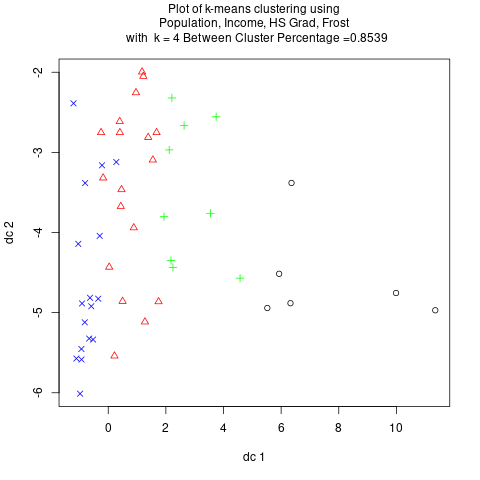 Plot of k-means clustering using
Population, Income, HS Grad, Frost
with k = 4 Between Cluster Percentage =0.8539
-2
-3
-4
-5
-6
dc 2
0
2
4
6
8
10
dc 1